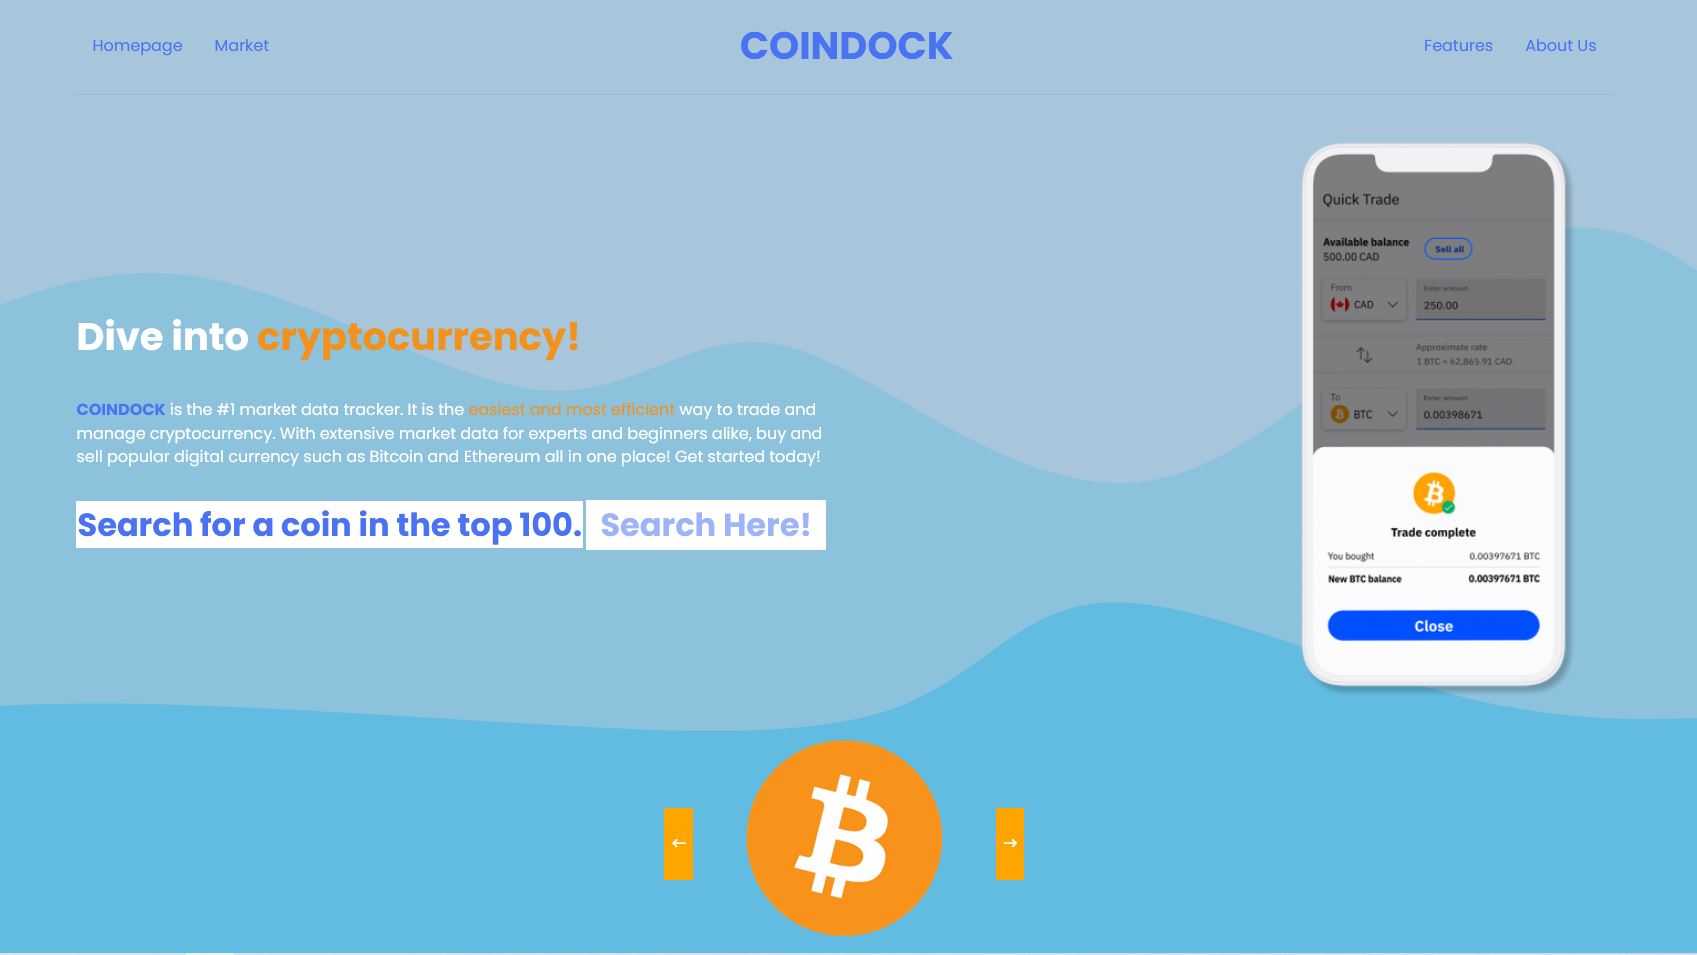 Homepage Market COINDOCK Features About Us
Dive into cryptocurrency!
COINDOCK is the #1 market data tracker. It is the easiest and most efficient way to trade and
manage cryptocurrency. With extensive market data for experts and beginners alike, buy and
sell popular digital currency such as Bitcoin and Ethereum all in one place! Get started today!
Search for a coin in the top 100. Search Here!
Quick Trade
Available balance
500.00 CAD
Sell all
From
CAD
Enter amount
250.00
Approximate rate
1 BTC ≈ 62,865.91 CAD
To
BTC
Enter amount
0.00398671
Trade complete
You bought 0.00397671 BTC
New BTC balance 0.00397671 BTC
Close
← →